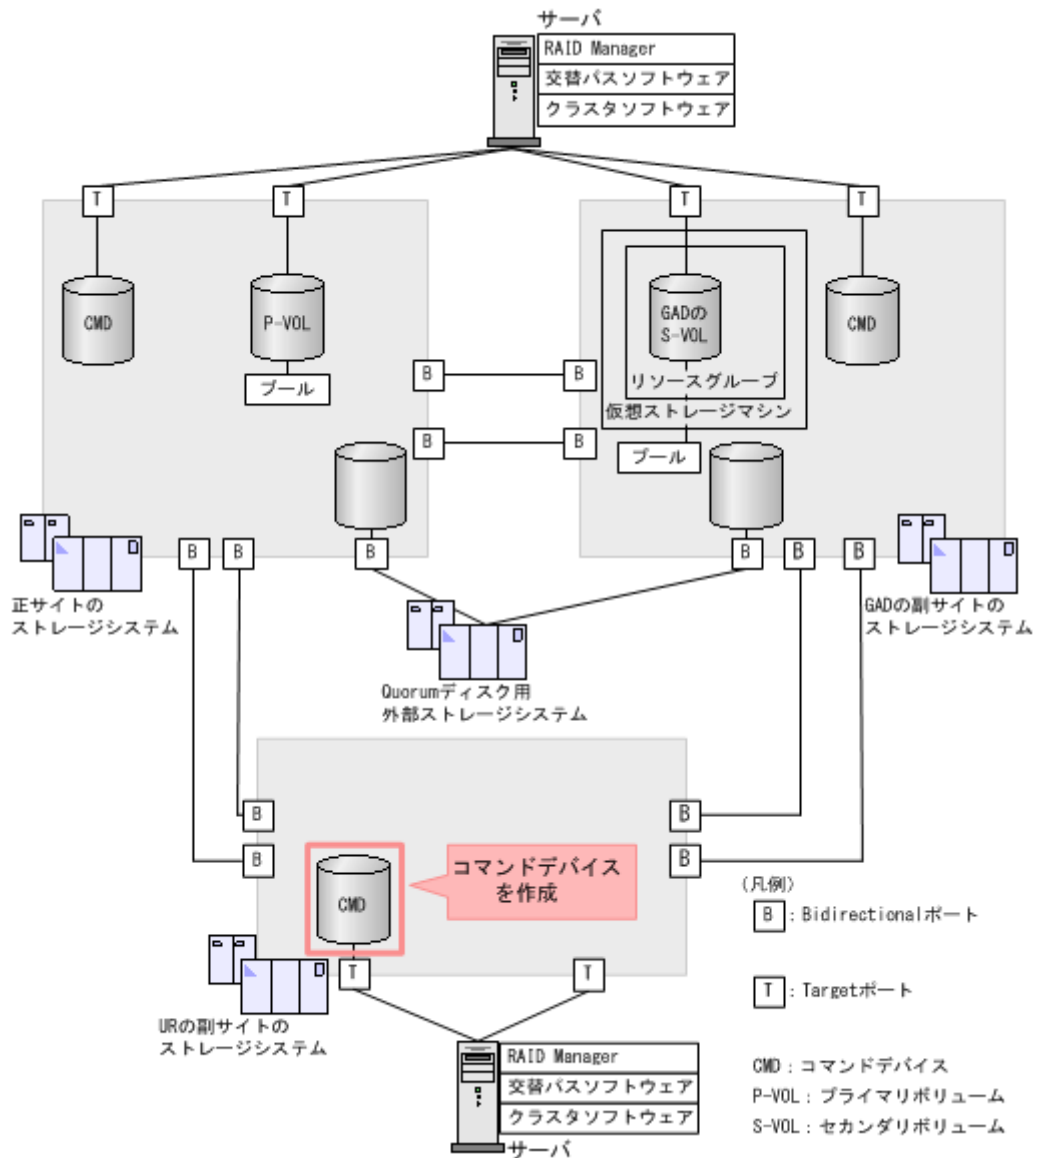 サーバ
RAID Manager
交替パスソフトウェア
クラスタソフトウェア
T
T
T
T
CMD
P-VOL
GADの
S-VOL
CMD
プール
リソースグループ
仮想ストレージマシン
プール
B
B
B
B
B
B
B
B
B
B
正サイトの
ストレージシステム
GADの副サイトの
ストレージシステム
Quorumディスク用
外部ストレージシステム
B
B
B
B
コマンドデバイス
を作成
CMD
T
T
URの副サイトの
ストレージシステム
RAID Manager
交替パスソフトウェア
クラスタソフトウェア
サーバ
(凡例)
B : Bidirectionalポート
T : Targetポート
CMD : コマンドデバイス
P-VOL : プライマリボリューム
S-VOL : セカンダリボリューム